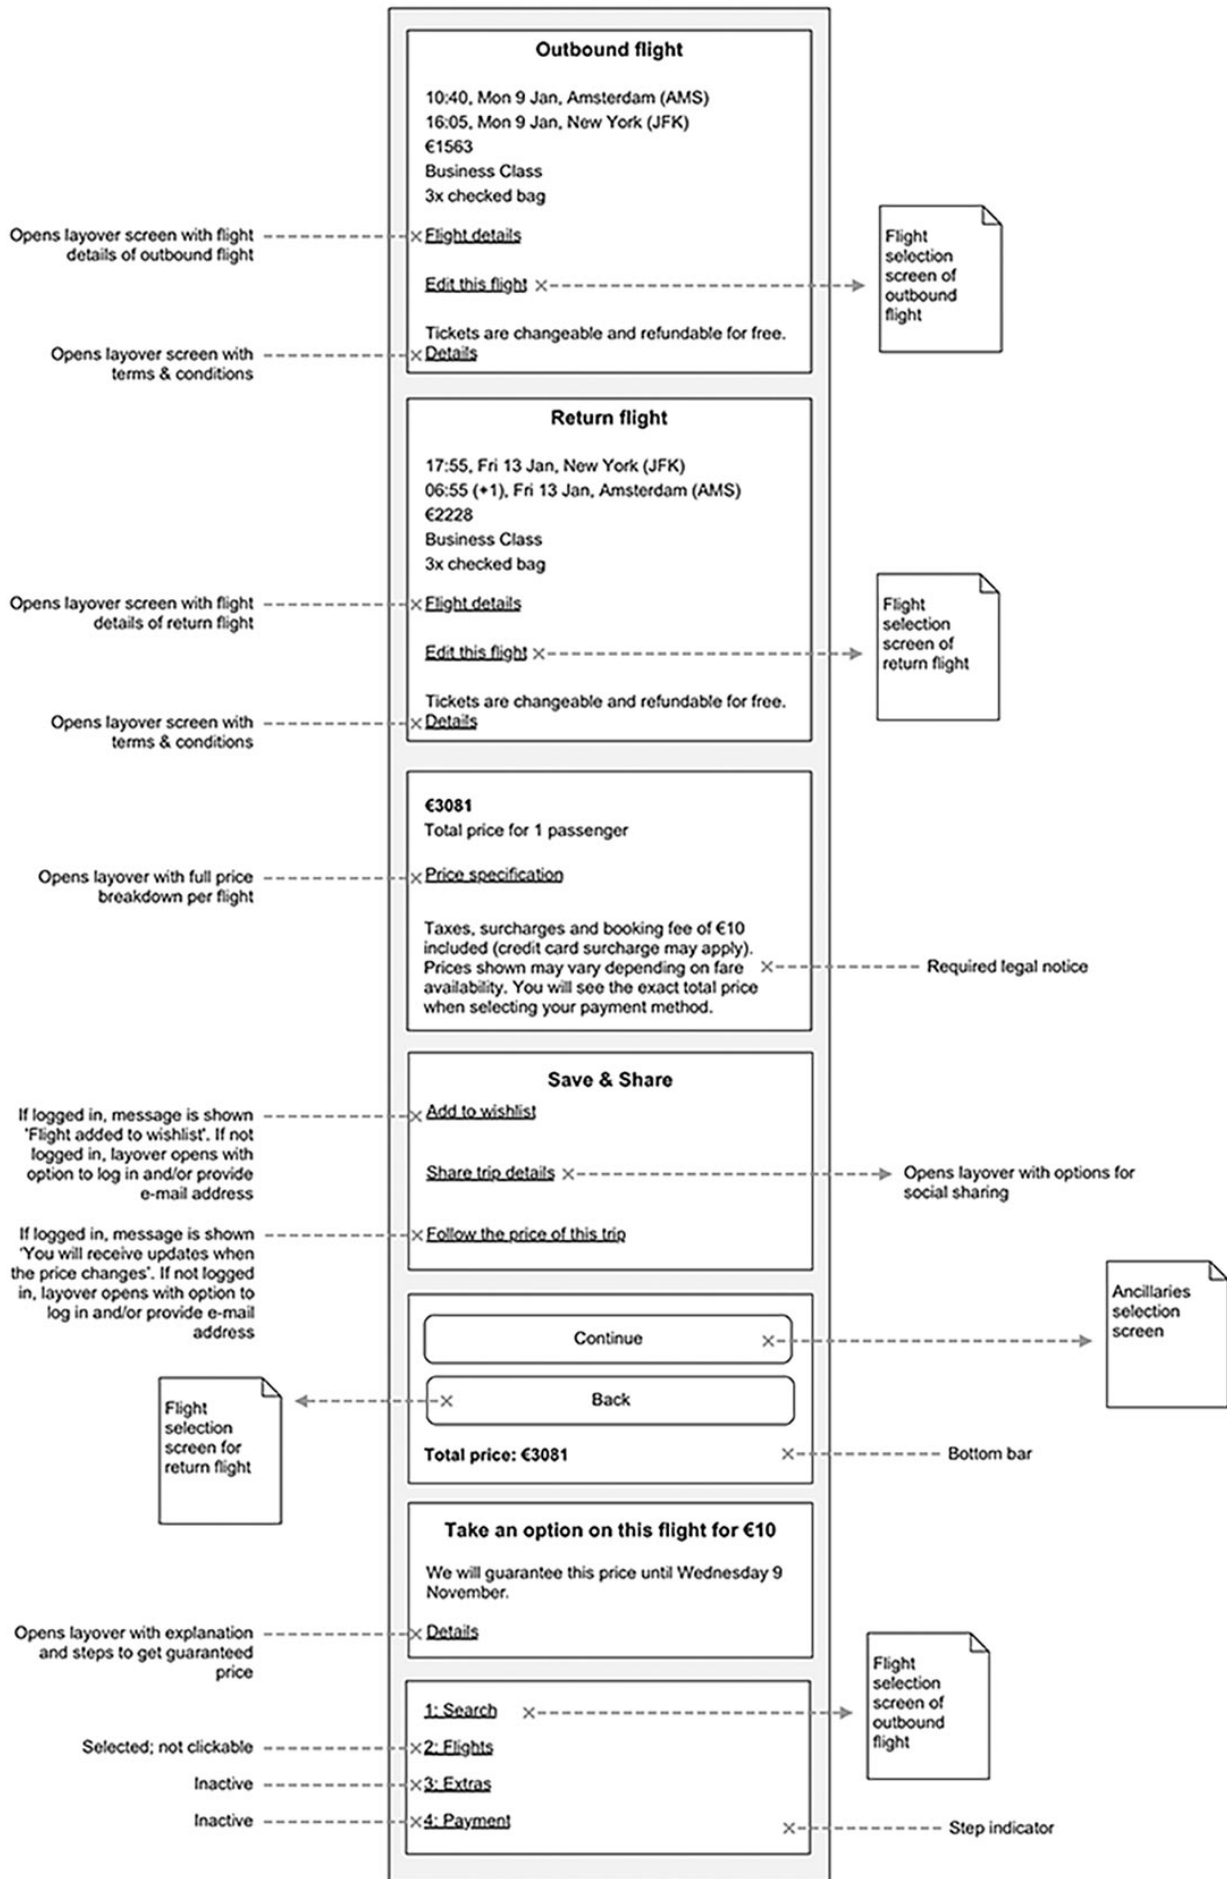 Outbound flight
10:40, Mon 9 Jan, Amsterdam (AMS)
16:05, Mon 9 Jan, New York (JFK)
€1563
Business Class
3x checked bag
Opens layover screen with flight
details of outbound flight
Flight details
Edit this flight
Flight
selection
screen of
outbound
flight
Tickets are changeable and refundable for free.
Details
Opens layover screen with
terms & conditions
Return flight
17:55, Fri 13 Jan, New York (JFK)
06:55 (+1), Fri 13 Jan, Amsterdam (AMS)
€2228
Business Class
3x checked bag
Opens layover screen with flight
details of return flight
Flight details
Edit this flight
Flight
selection
screen of
return flight
Tickets are changeable and refundable for free.
Details
Opens layover screen with
terms & conditions
€3081
Total price for 1 passenger
Opens layover with full price
breakdown per flight
Price specification
Taxes, surcharges and booking fee of €10
included (credit card surcharge may apply).
Prices shown may vary depending on fare
availability. You will see the exact total price
when selecting your payment method.
Required legal notice
Save & Share
Add to wishlist
If logged in, message is shown
'Flight added to wishlist'. If not
logged in, layover opens with
option to log in and/or provide
e-mail address
Share trip details
Opens layover with options for
social sharing
Follow the price of this trip
If logged in, message is shown
'You will receive updates when
the price changes'. If not logged
in, layover opens with option to
log in and/or provide e-mail
address
Continue
Ancillaries
selection
screen
Back
Flight
selection
screen for
return flight
Total price: €3081
Bottom bar
Take an option on this flight for €10
We will guarantee this price until Wednesday 9
November.
Details
Opens layover with explanation
and steps to get guaranteed
price
1: Search
Flight
selection
screen of
outbound
flight
Selected; not clickable
2: Flights
Inactive
3: Extras
Inactive
4: Payment
Step indicator